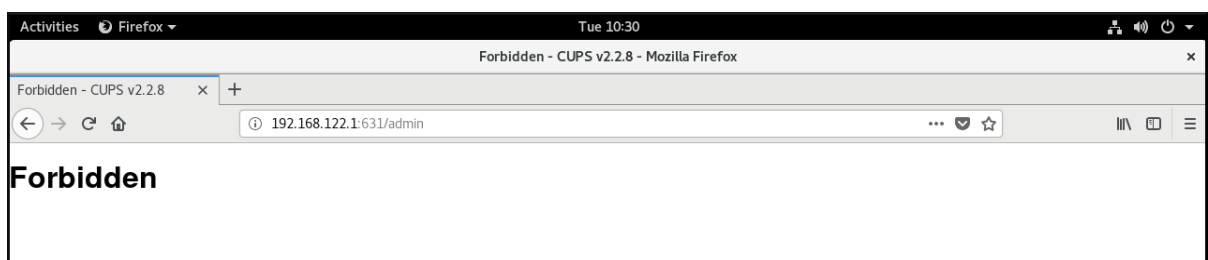 Activities Firefox Tue 10:30
Forbidden - CUPS v2.2.8 - Mozilla Firefox
Forbidden - CUPS v2.2.8
192.168.122.1:631/admin
Forbidden